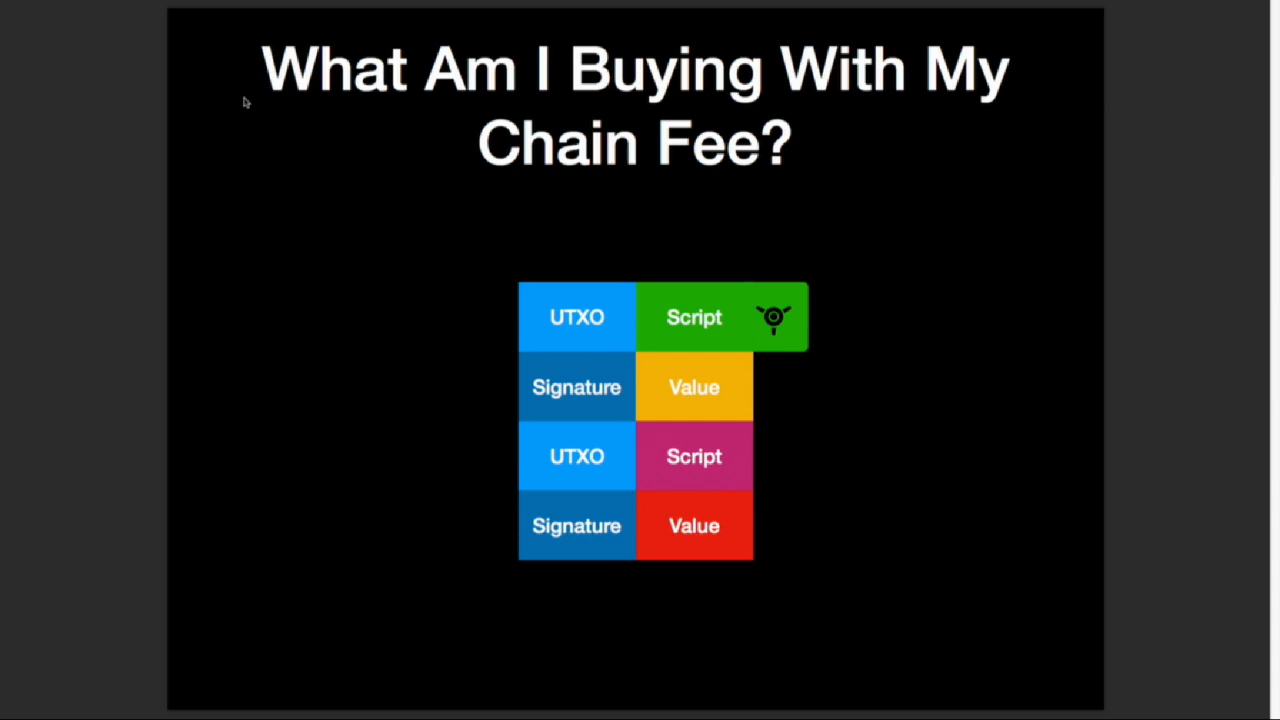 What Am I Buying With My
Chain Fee?
UTXO Script
Signature Value
UTXO Script
Signature Value